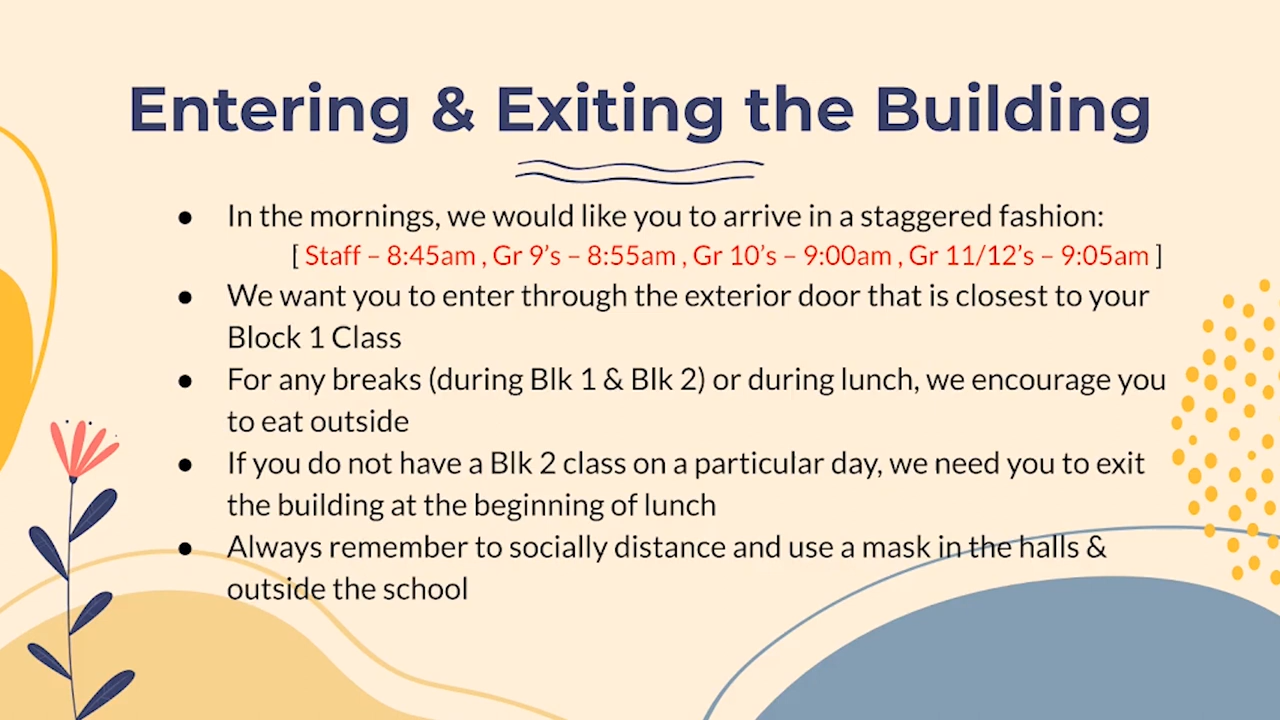 Entering & Exiting the Building
● In the mornings, we would like you to arrive in a staggered fashion:
[ Staff – 8:45am , Gr 9’s – 8:55am , Gr 10’s – 9:00am , Gr 11/12’s – 9:05am ]
● We want you to enter through the exterior door that is closest to your
Block 1 Class
● For any breaks (during Blk 1 & Blk 2) or during lunch, we encourage you
to eat outside
● If you do not have a Blk 2 class on a particular day, we need you to exit
the building at the beginning of lunch
● Always remember to socially distance and use a mask in the halls &
outside the school